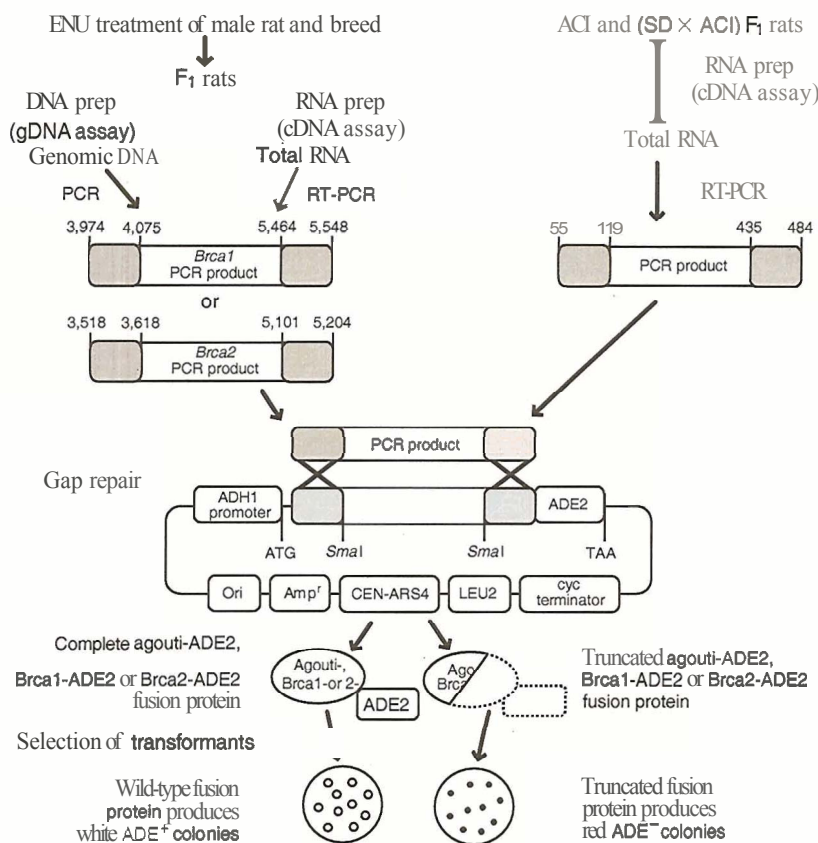 ENU treatment of male rat and breed
F1 rats
DNA prep
(gDNA assay)
Genomic DNA
RNA prep
(cDNA assay)
Total RNA
PCR
RT-PCR
3,974 4,075 5,464 5,548
Brca1
PCR product
or
3,518 3,618 5,101 5,204
Brca2
PCR product
ACI and (SD × ACI) F1 rats
RNA prep
(cDNA assay)
Total RNA
RT-PCR
55 119 435 484
PCR product
PCR product
Gap repair
ADH1
promoter
ADE2
ATG SmaI SmaI TAA
Ori Ampr CEN-ARS4 LEU2 cyc
terminator
Complete agouti-ADE2,
Brca1-ADE2 or Brca2-ADE2
fusion protein
Agouti-,
Brca1-or 2-
ADE2
Ago
Brca
Truncated agouti-ADE2,
Brca1-ADE2 or Brca2-ADE2
fusion protein
Selection of transformants
Wild-type fusion
protein produces
white ADE+ colonies
Truncated fusion
protein produces
red ADE− colonies